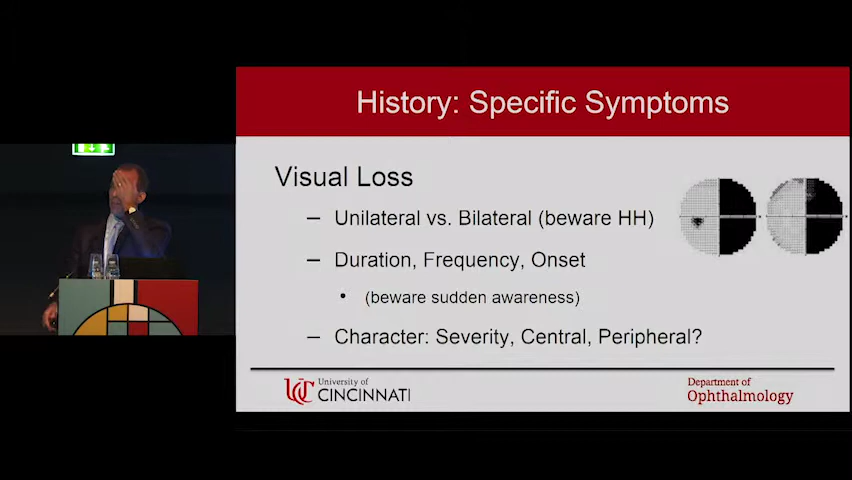 History: Specific Symptoms
Visual Loss
– Unilateral vs. Bilateral (beware HH)
– Duration, Frequency, Onset
• (beware sudden awareness)
– Character: Severity, Central, Peripheral?
UC University of
CINCINNATI
Department of
Ophthalmology